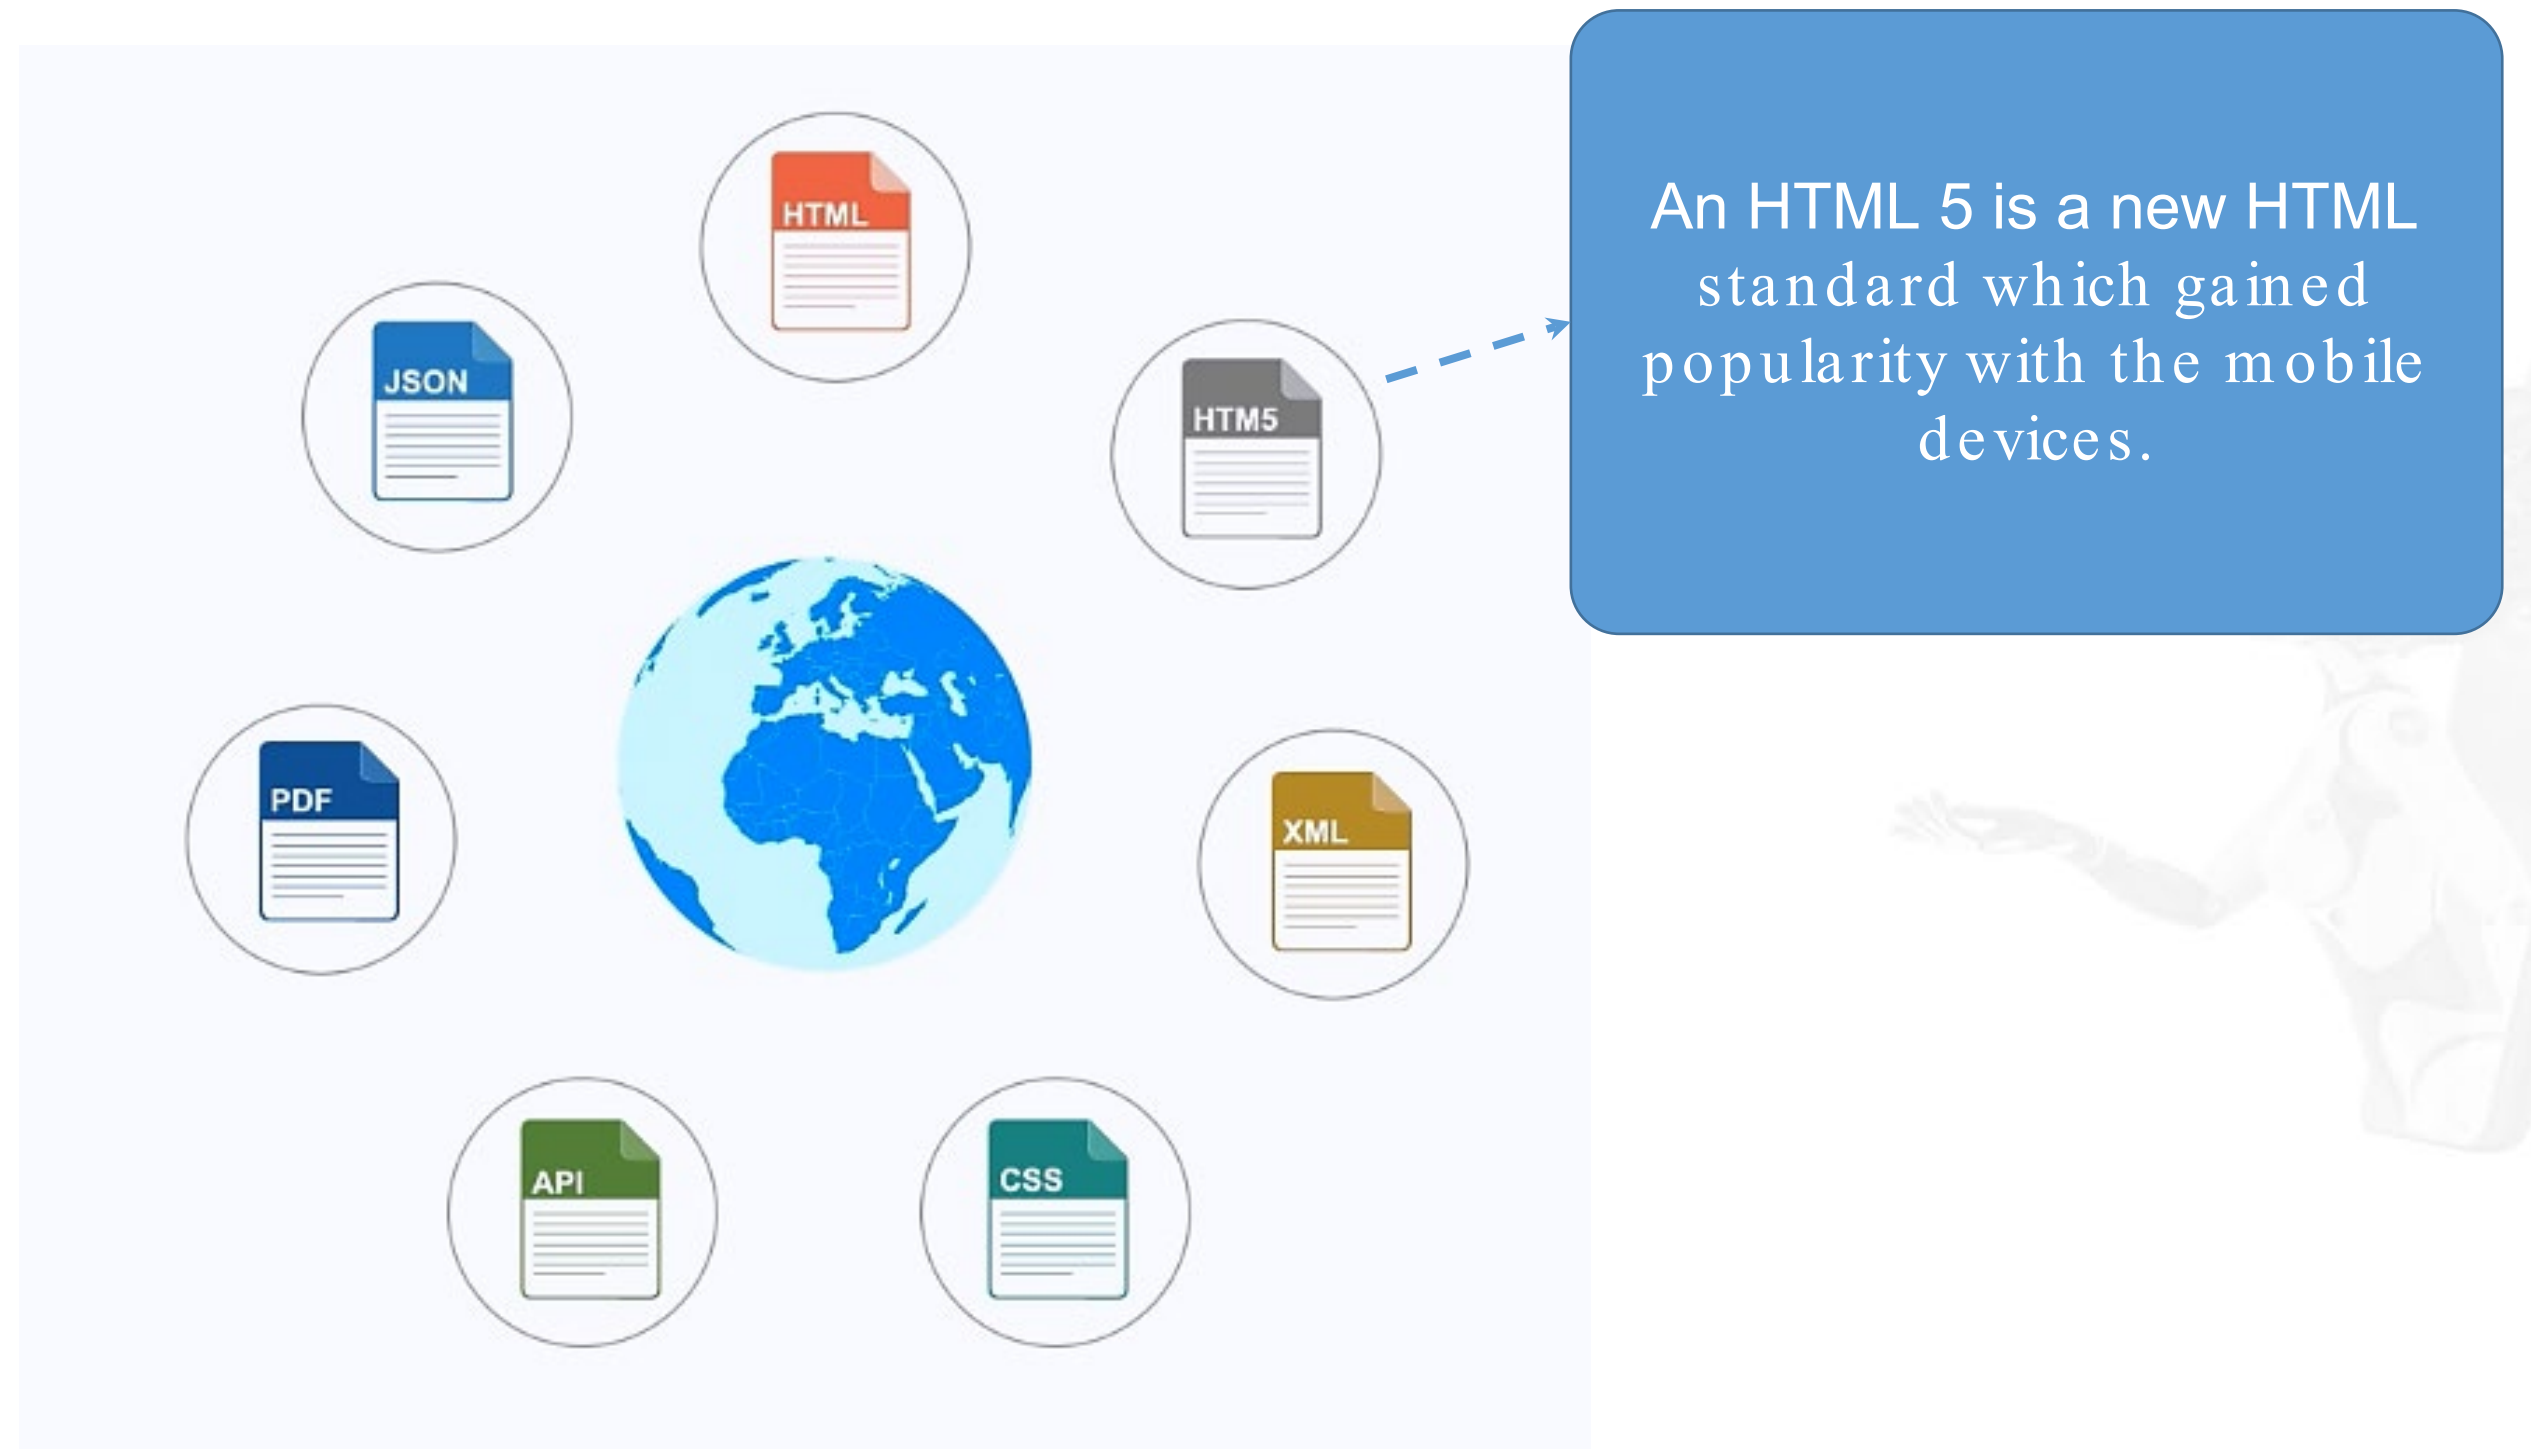 HTML
JSON
HTM5
PDF
XML
API
CSS
An HTML 5 is a new HTML
standard which gained
popularity with the mobile
devices.